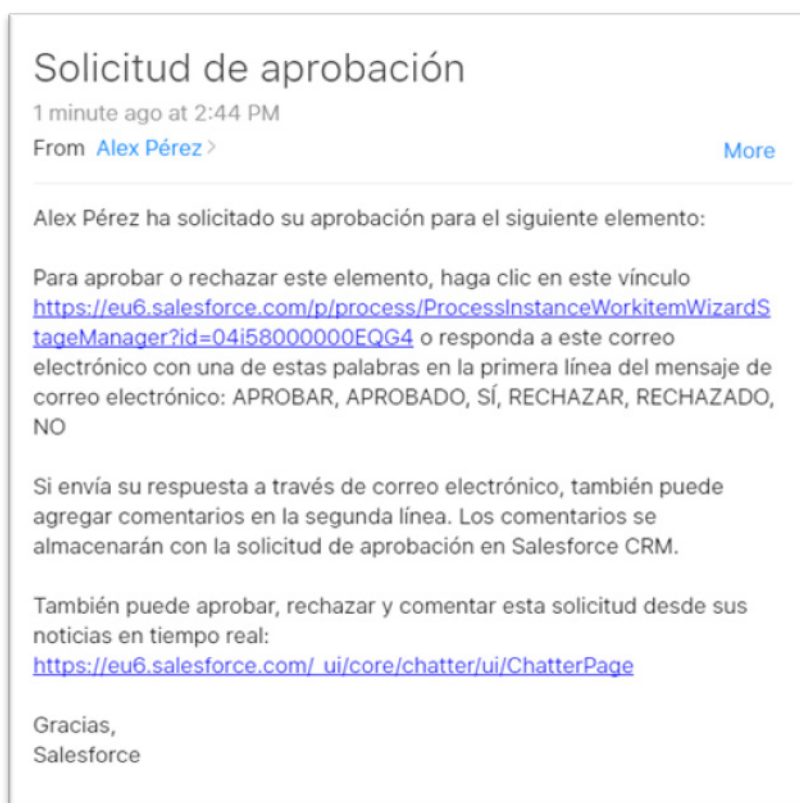 Solicitud de aprobación
1 minute ago at 2:44 PM
From Alex Pérez >
More
Alex Pérez ha solicitado su aprobación para el siguiente elemento:
Para aprobar o rechazar este elemento, haga clic en este vínculo
https://eu6.salesforce.com/p/process/ProcessInstanceWorkitemWizardS
tageManager?id=04i58000000EQG4 o responda a este correo
electrónico con una de estas palabras en la primera línea del mensaje de
correo electrónico: APROBAR, APROBADO, SÍ, RECHAZAR, RECHAZADO,
NO
Si envía su respuesta a través de correo electrónico, también puede
agregar comentarios en la segunda línea. Los comentarios se
almacenarán con la solicitud de aprobación en Salesforce CRM.
También puede aprobar, rechazar y comentar esta solicitud desde sus
noticias en tiempo real:
https://eu6.salesforce.com/_ui/core/chatter/ui/ChatterPage
Gracias,
Salesforce